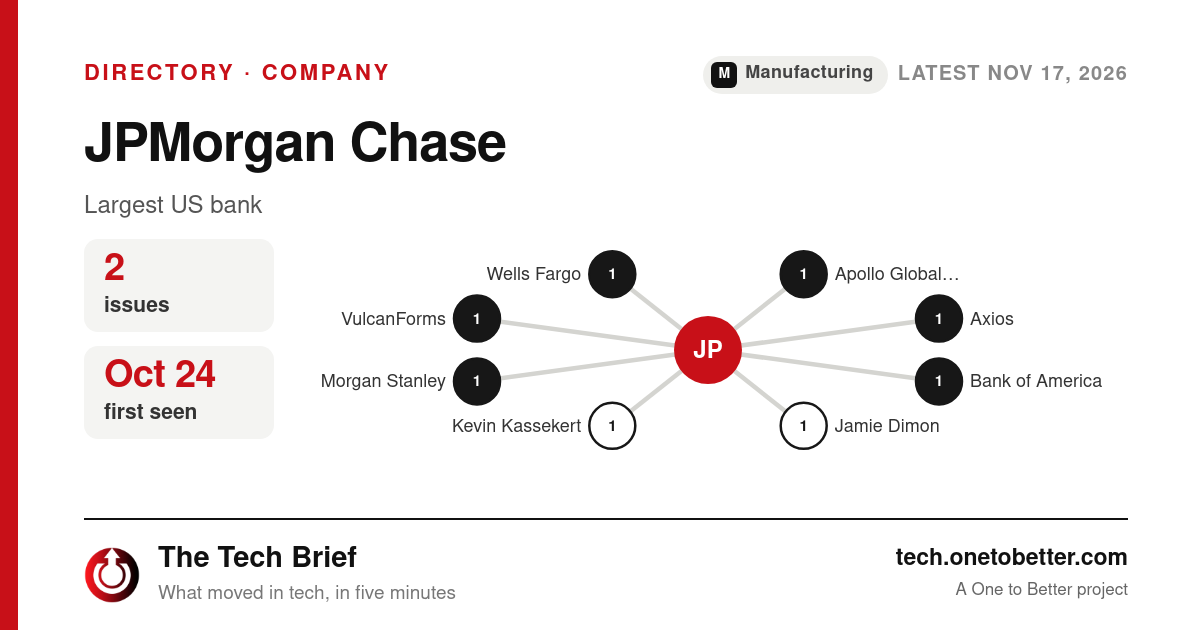 DIRECTORY · COMPANY
M Manufacturing LATEST NOV 17, 2026
JPMorgan Chase
Largest US bank
2
issues
Oct 24
first seen
Wells Fargo 1
1 Apollo Global…
VulcanForms 1
1 Axios
JP
Morgan Stanley 1
1 Bank of America
Kevin Kassekert 1
1 Jamie Dimon
The Tech Brief
What moved in tech, in five minutes
tech.onetobetter.com
A One to Better project